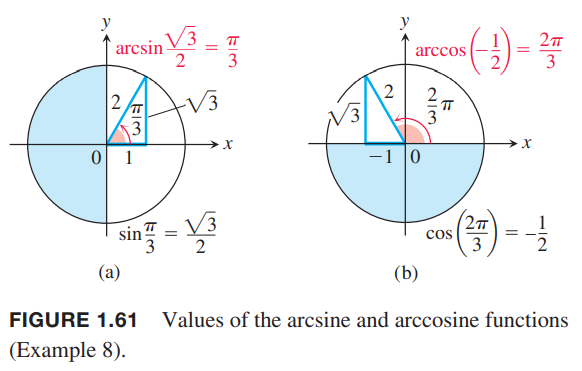 y
arcsin √3/2 = π/3
2
π/3
√3
x
0 1
sin π/3 = √3/2
(a)
y
arccos(−1/2) = 2π/3
2
2/3 π
√3
x
−1 0
cos(2π/3) = −1/2
(b)
FIGURE 1.61 Values of the arcsine and arccosine functions
(Example 8).